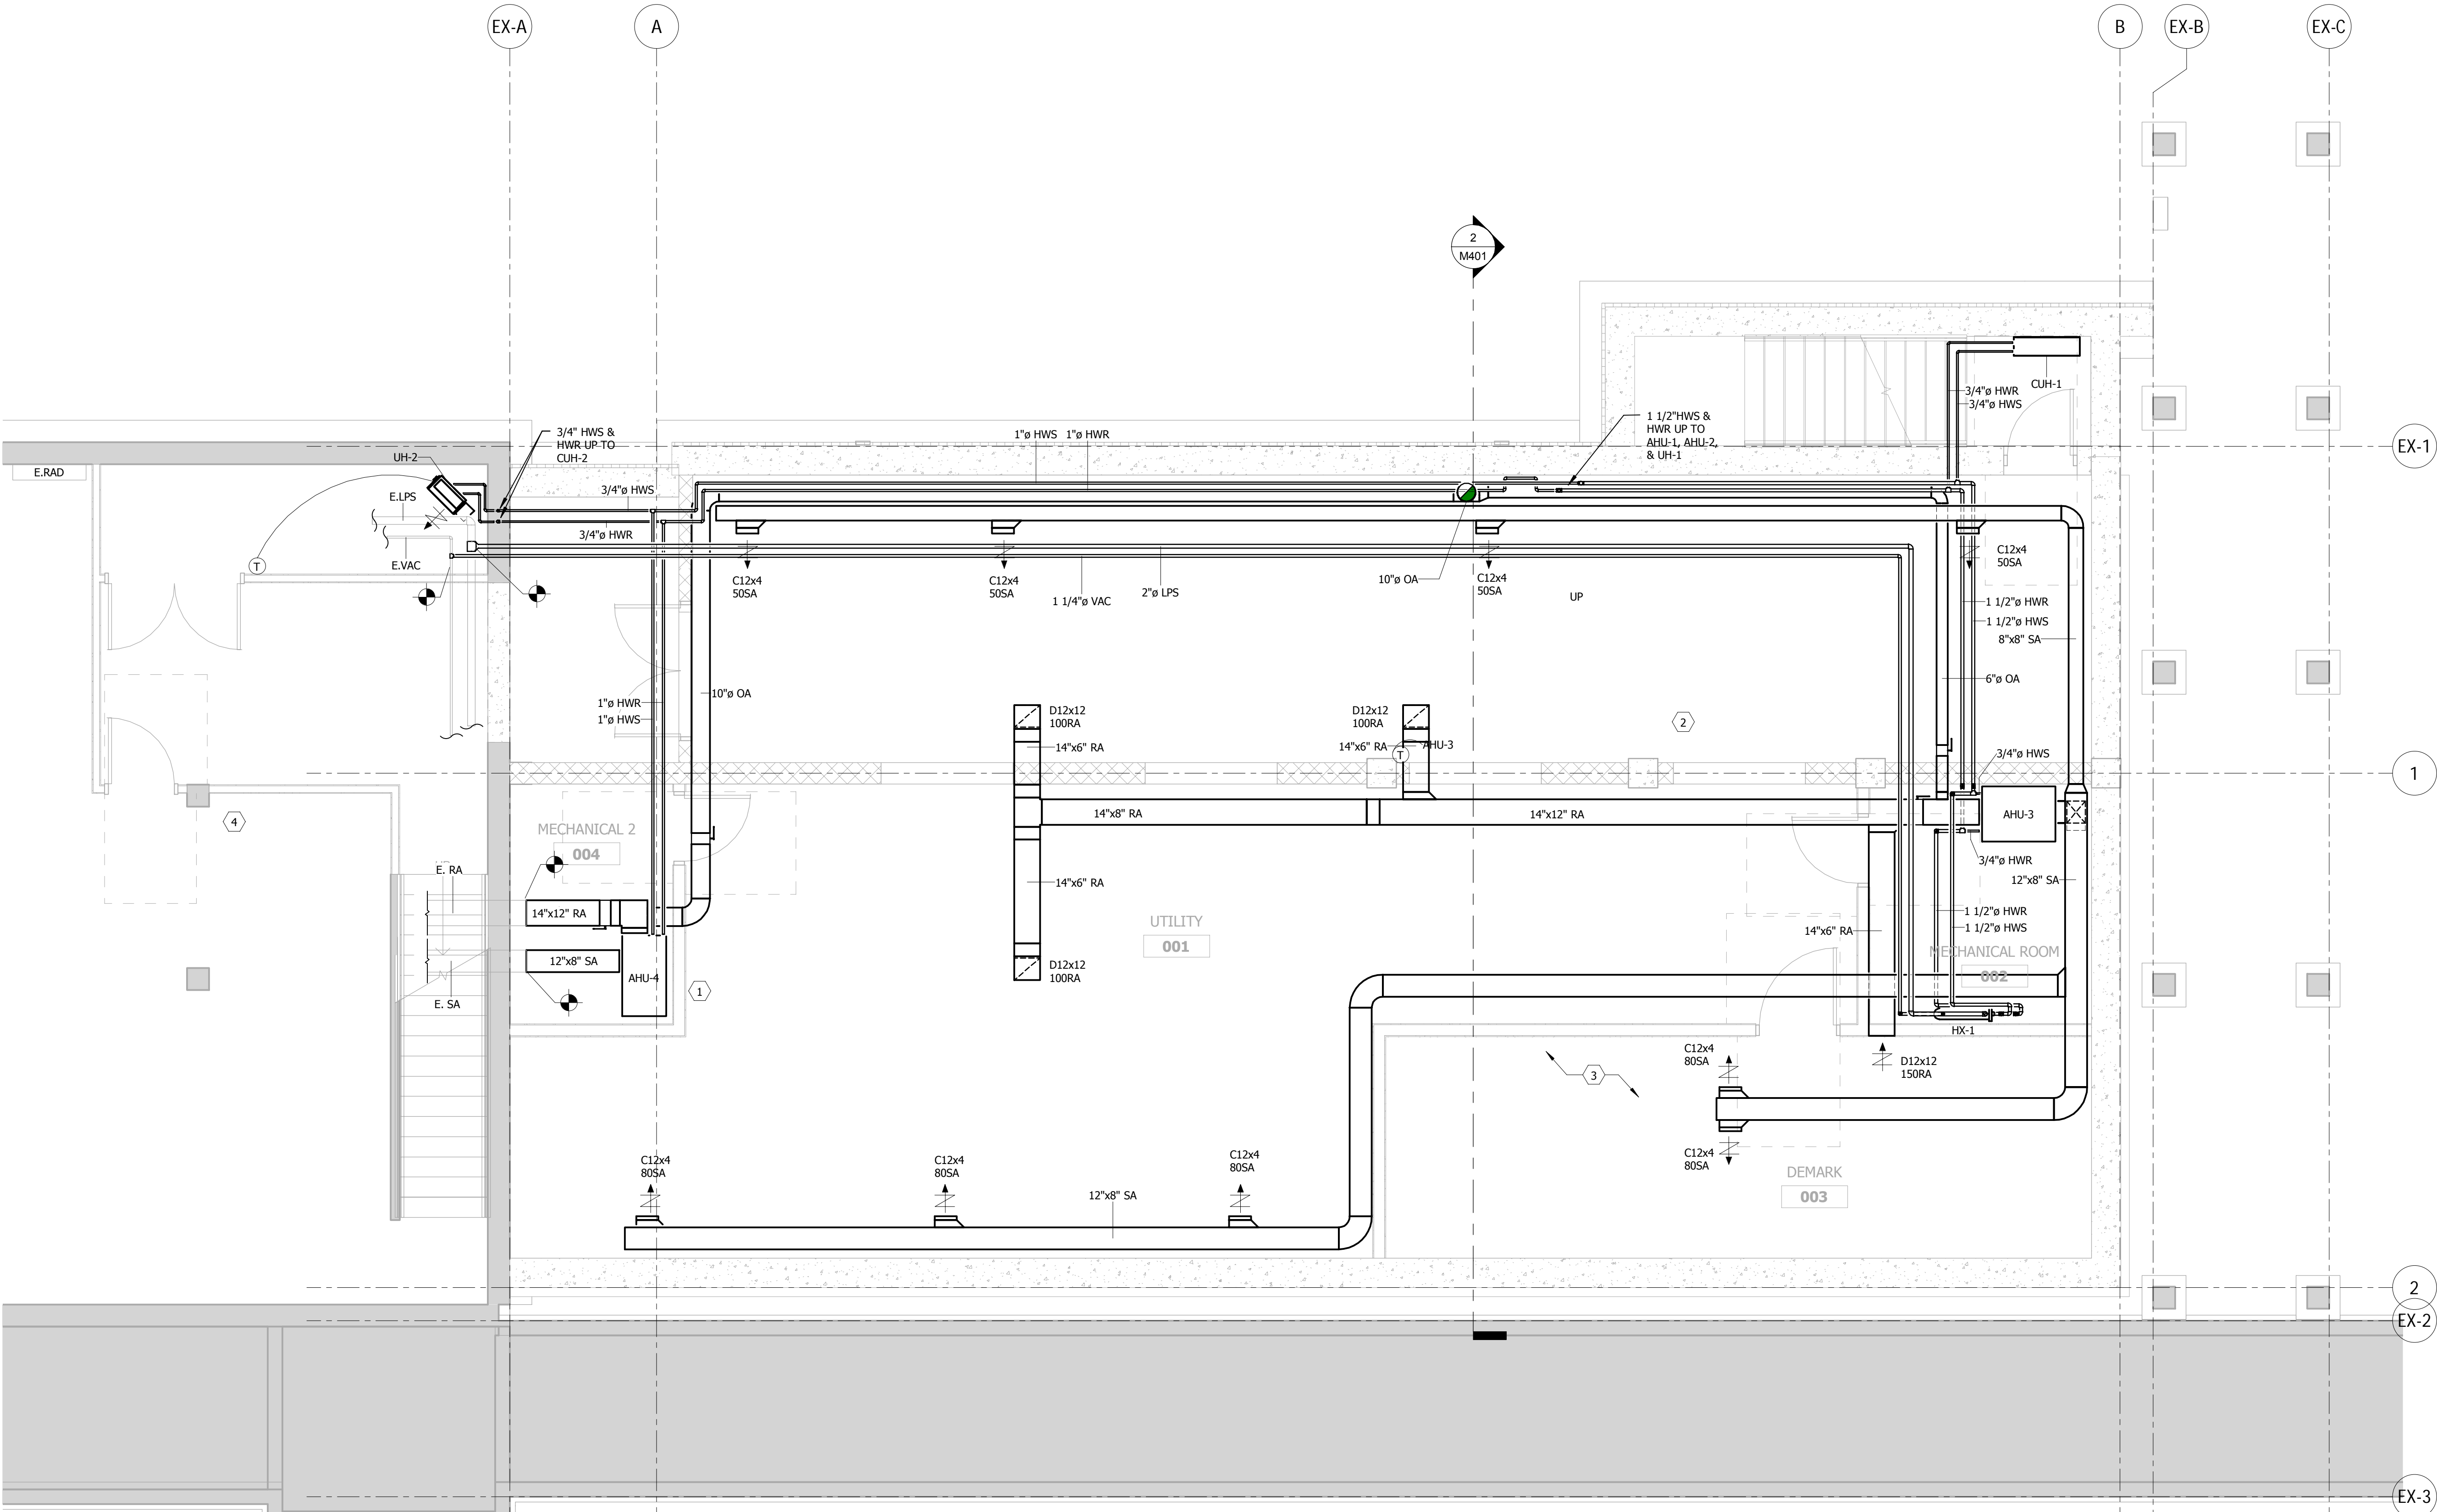 EX-A
A
B
EX-B
EX-C
2
M401
3/4"ø HWR
3/4"ø HWS
CUH-1
1 1/2"HWS &
HWR UP TO
AHU-1, AHU-2,
& UH-1
3/4" HWS &
HWR UP TO
CUH-2
1"ø HWS
1"ø HWR
EX-1
UH-2
E.RAD
E.LPS
3/4"ø HWS
3/4"ø HWR
E.VAC
T
C12x4
50SA
C12x4
50SA
C12x4
50SA
C12x4
50SA
10"ø OA
1 1/4"ø VAC
2"ø LPS
UP
1 1/2"ø HWR
1 1/2"ø HWS
8"x8" SA
6"ø OA
10"ø OA
1"ø HWR
1"ø HWS
D12x12
100RA
14"x6" RA
D12x12
100RA
14"x6" RA
T
AHU-3
2
3/4"ø HWS
1
4
MECHANICAL 2
004
14"x8" RA
14"x12" RA
AHU-3
3/4"ø HWR
12"x8" SA
E. RA
14"x12" RA
14"x6" RA
D12x12
100RA
UTILITY
001
1 1/2"ø HWR
1 1/2"ø HWS
14"x6" RA
MECHANICAL ROOM
002
12"x8" SA
AHU-4
1
E. SA
HX-1
C12x4
80SA
D12x12
150RA
3
C12x4
80SA
C12x4
80SA
C12x4
80SA
C12x4
80SA
12"x8" SA
DEMARK
003
2
EX-2
EX-3